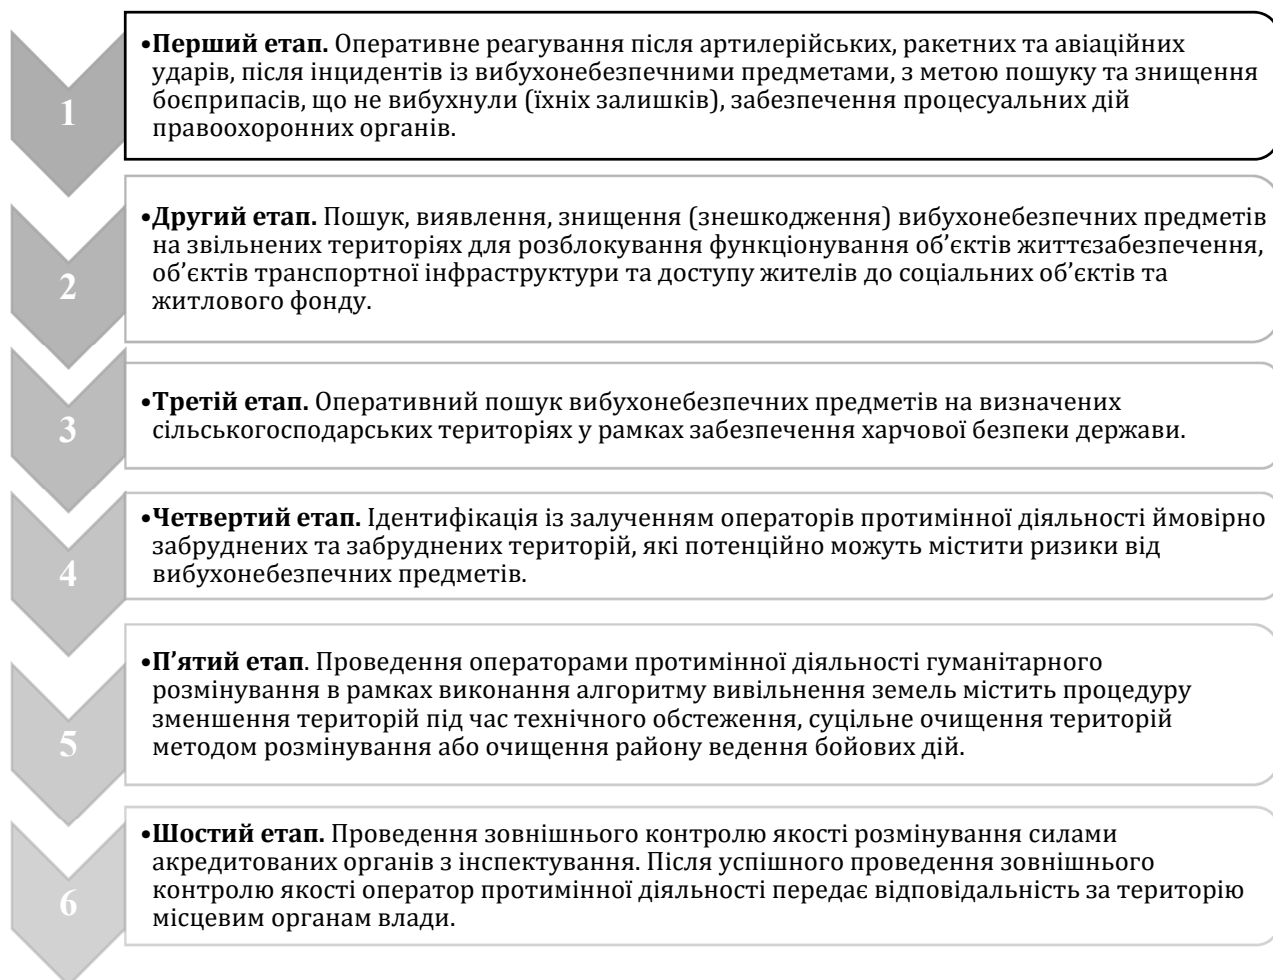 1
•Перший етап. Оперативне реагування після артилерійських, ракетних та авіаційних
ударів, після інцидентів із вибухонебезпечними предметами, з метою пошуку та знищення
боєприпасів, що не вибухнули (їхніх залишків), забезпечення процесуальних дій
правоохоронних органів.
2
•Другий етап. Пошук, виявлення, знищення (знешкодження) вибухонебезпечних предметів
на звільнених територіях для розблокування функціонування об’єктів життєзабезпечення,
об’єктів транспортної інфраструктури та доступу жителів до соціальних об’єктів та
житлового фонду.
3
•Третій етап. Оперативний пошук вибухонебезпечних предметів на визначених
сільськогосподарських територіях у рамках забезпечення харчової безпеки держави.
4
•Четвертий етап. Ідентифікація із залученням операторів протимінної діяльності ймовірно
забруднених та забруднених територій, які потенційно можуть містити ризики від
вибухонебезпечних предметів.
5
•П’ятий етап. Проведення операторами протимінної діяльності гуманітарного
розмінування в рамках виконання алгоритму вивільнення земель містить процедуру
зменшення територій під час технічного обстеження, суцільне очищення територій
методом розмінування або очищення району ведення бойових дій.
6
•Шостий етап. Проведення зовнішнього контролю якості розмінування силами
акредитованих органів з інспектування. Після успішного проведення зовнішнього
контролю якості оператор протимінної діяльності передає відповідальність за територію
місцевим органам влади.